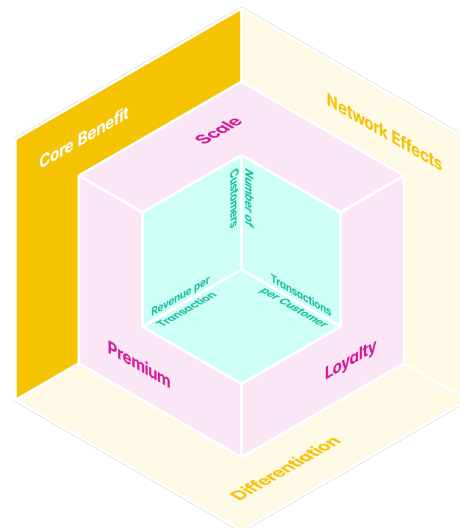 Network Effects
Core Benefit
Scale
Number of
Customers
Revenue per
Transaction
Transactions
per Customer
Premium
Loyalty
Differentiation